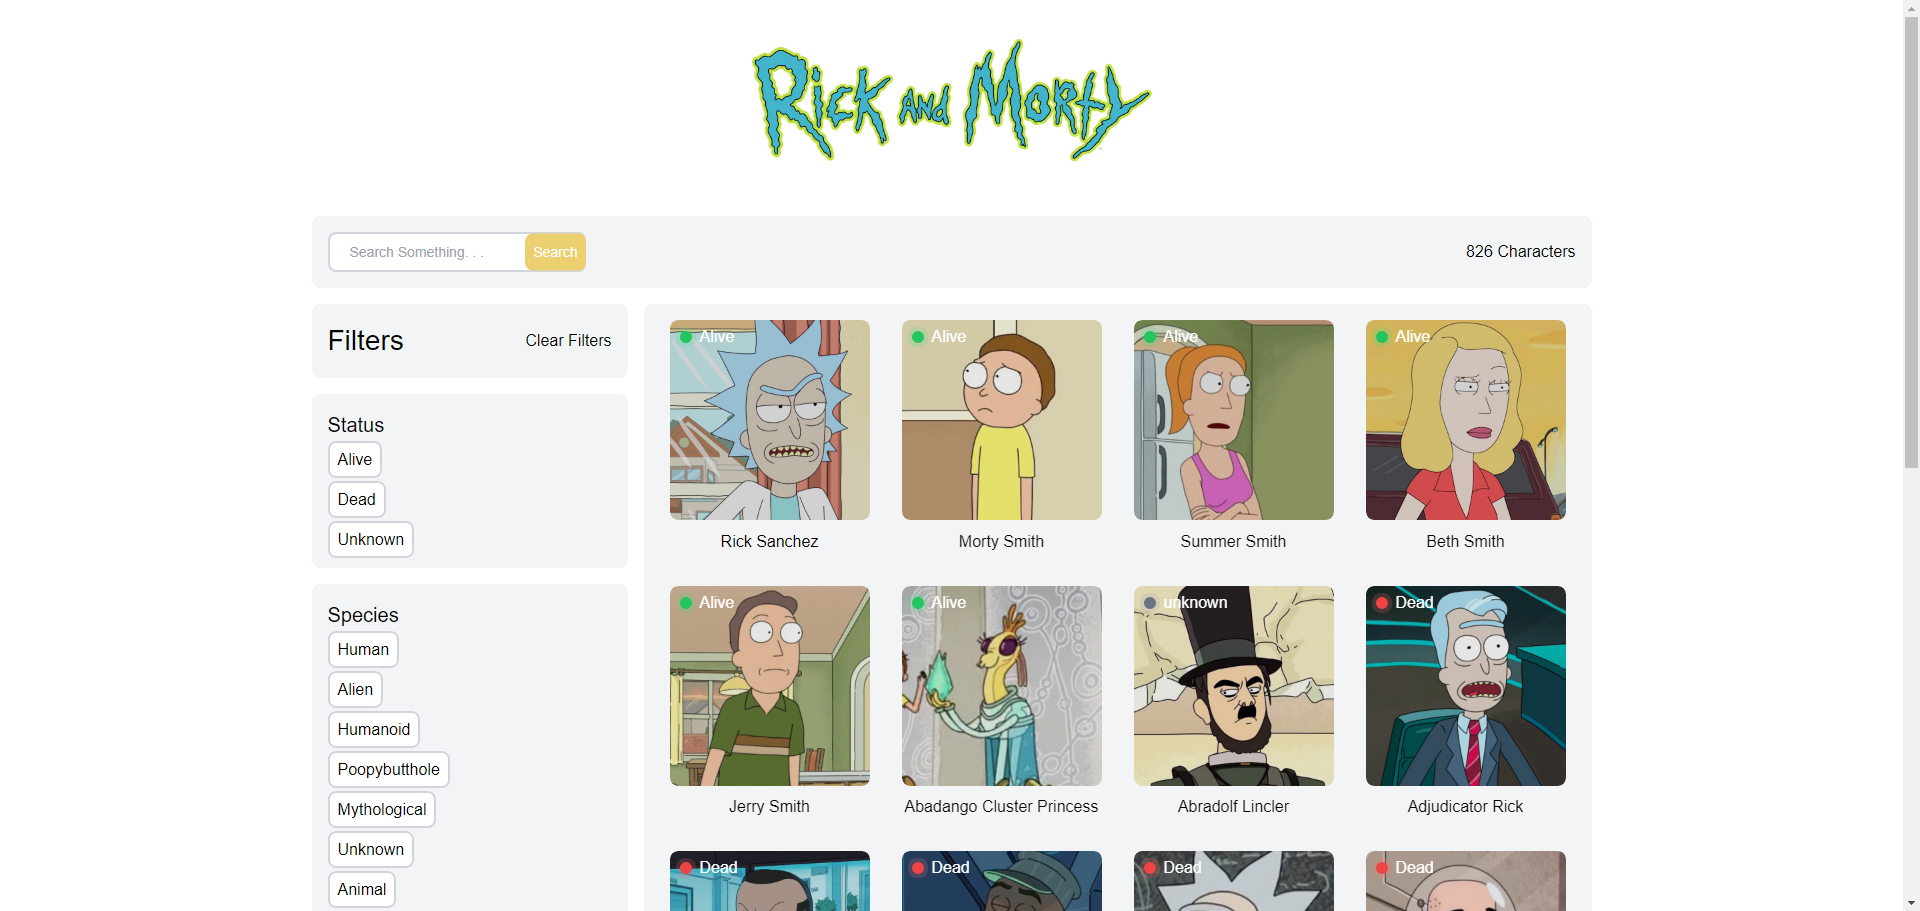 Rick and Morty
Search Something. . .
Search
826 Characters
Filters
Clear Filters
Status
Alive
Dead
Unknown
Species
Human
Alien
Humanoid
Poopybutthole
Mythological
Unknown
Animal
Alive
Alive
Alive
Alive
Rick Sanchez
Morty Smith
Summer Smith
Beth Smith
Alive
Alive
unknown
Dead
Jerry Smith
Abadango Cluster Princess
Abradolf Lincler
Adjudicator Rick
Dead
Dead
Dead
Dead